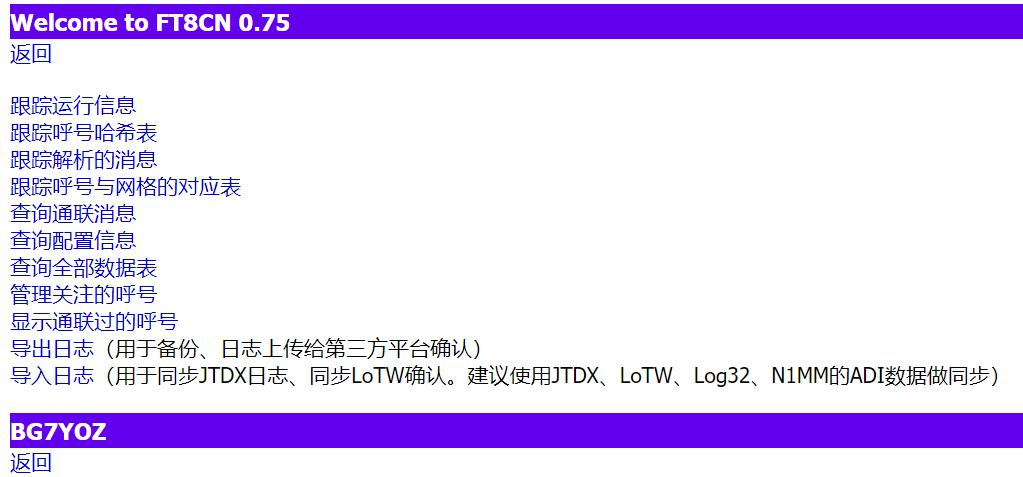 Welcome to FT8CN 0.75
返回
跟踪运行信息
跟踪呼号哈希表
跟踪解析的消息
跟踪呼号与网格的对应表
查询通联消息
查询配置信息
查询全部数据表
管理关注的呼号
显示通联过的呼号
导出日志（用于备份、日志上传给第三方平台确认）
导入日志（用于同步JTDX日志、同步LoTW确认。建议使用JTDX、LoTW、Log32、N1MM的ADI数据做同步）
BG7YOZ
返回